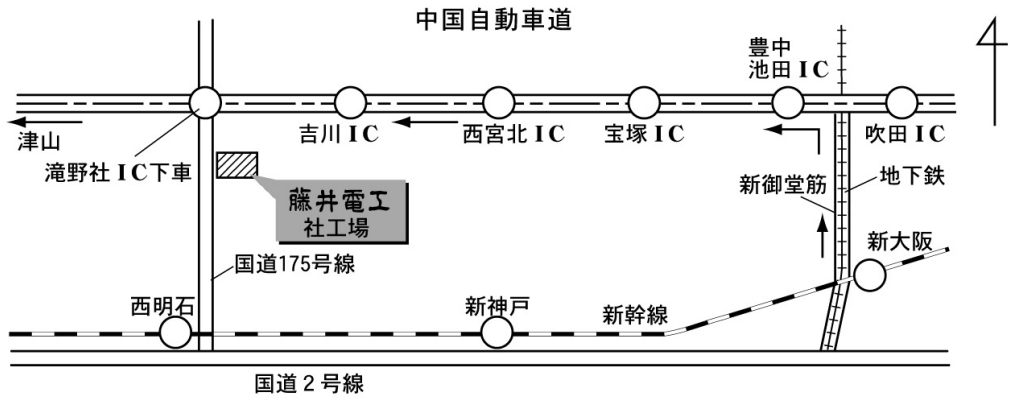 中国自動車道
豊中
池田IC
津山
滝野社IC下車
吉川IC
西宮北IC
宝塚IC
吹田IC
藤井電工
社工場
新御堂筋
地下鉄
新大阪
国道175号線
西明石
新神戸
新幹線
国道2号線